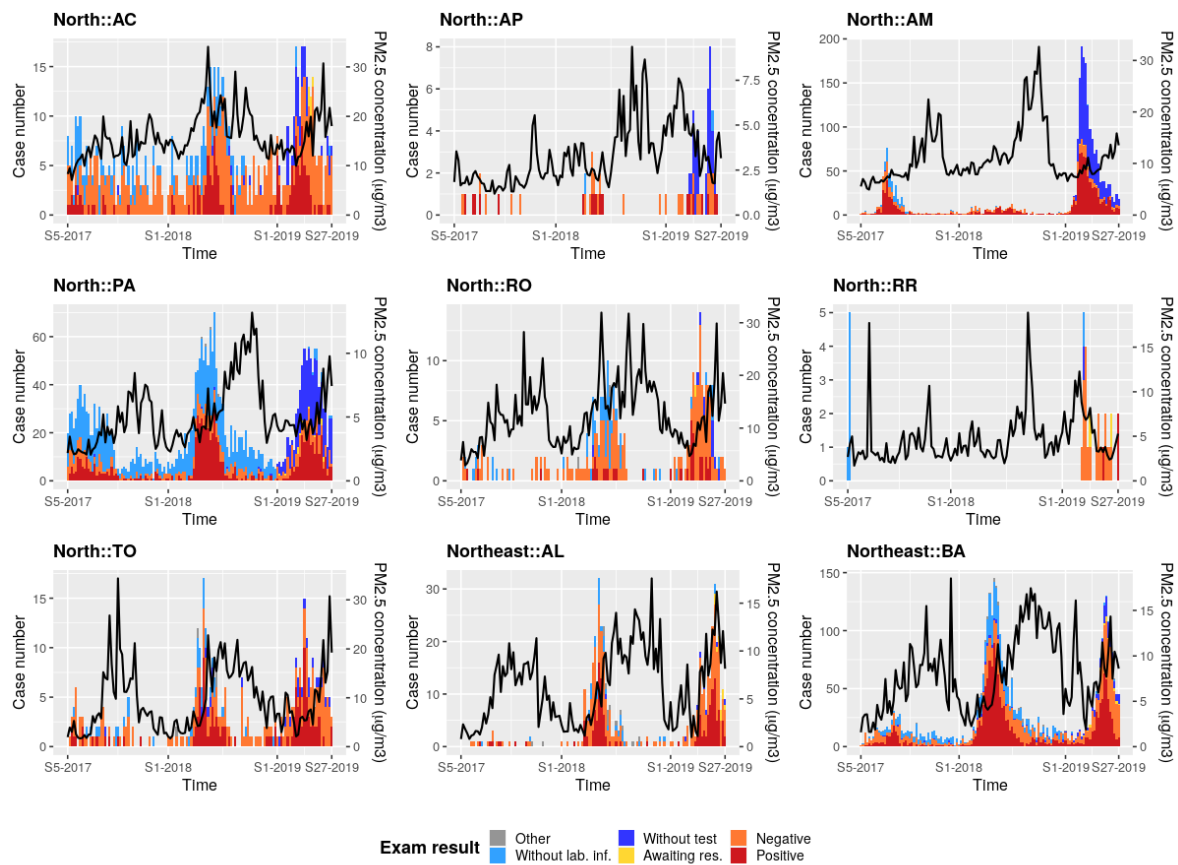 North::AC
Case number
15
10
5
0
30
20
10
0
PM2.5 concentration (µg/m3)
S5-2017 S1-2018 S1-2019 S27-2019
TIme
North::AP
Case number
8
6
4
2
0
7.5
5.0
2.5
0.0
PM2.5 concentration (µg/m3)
S5-2017 S1-2018 S1-2019 S27-2019
TIme
North::AM
Case number
200
150
100
50
0
30
20
10
0
PM2.5 concentration (µg/m3)
S5-2017 S1-2018 S1-2019 S27-2019
TIme
North::PA
Case number
60
40
20
0
10
5
0
PM2.5 concentration (µg/m3)
S5-2017 S1-2018 S1-2019 S27-2019
TIme
North::RO
Case number
10
5
0
30
20
10
0
PM2.5 concentration (µg/m3)
S5-2017 S1-2018 S1-2019 S27-2019
TIme
North::RR
Case number
5
4
3
2
1
0
15
10
5
0
PM2.5 concentration (µg/m3)
S5-2017 S1-2018 S1-2019 S27-2019
TIme
North::TO
Case number
15
10
5
0
30
20
10
0
PM2.5 concentration (µg/m3)
S5-2017 S1-2018 S1-2019 S27-2019
TIme
Northeast::AL
Case number
30
20
10
0
15
10
5
0
PM2.5 concentration (µg/m3)
S5-2017 S1-2018 S1-2019 S27-2019
TIme
Northeast::BA
Case number
150
100
50
0
15
10
5
0
PM2.5 concentration (µg/m3)
S5-2017 S1-2018 S1-2019 S27-2019
TIme
Exam result
Other Without test Negative
Without lab. inf. Awaiting res. Positive